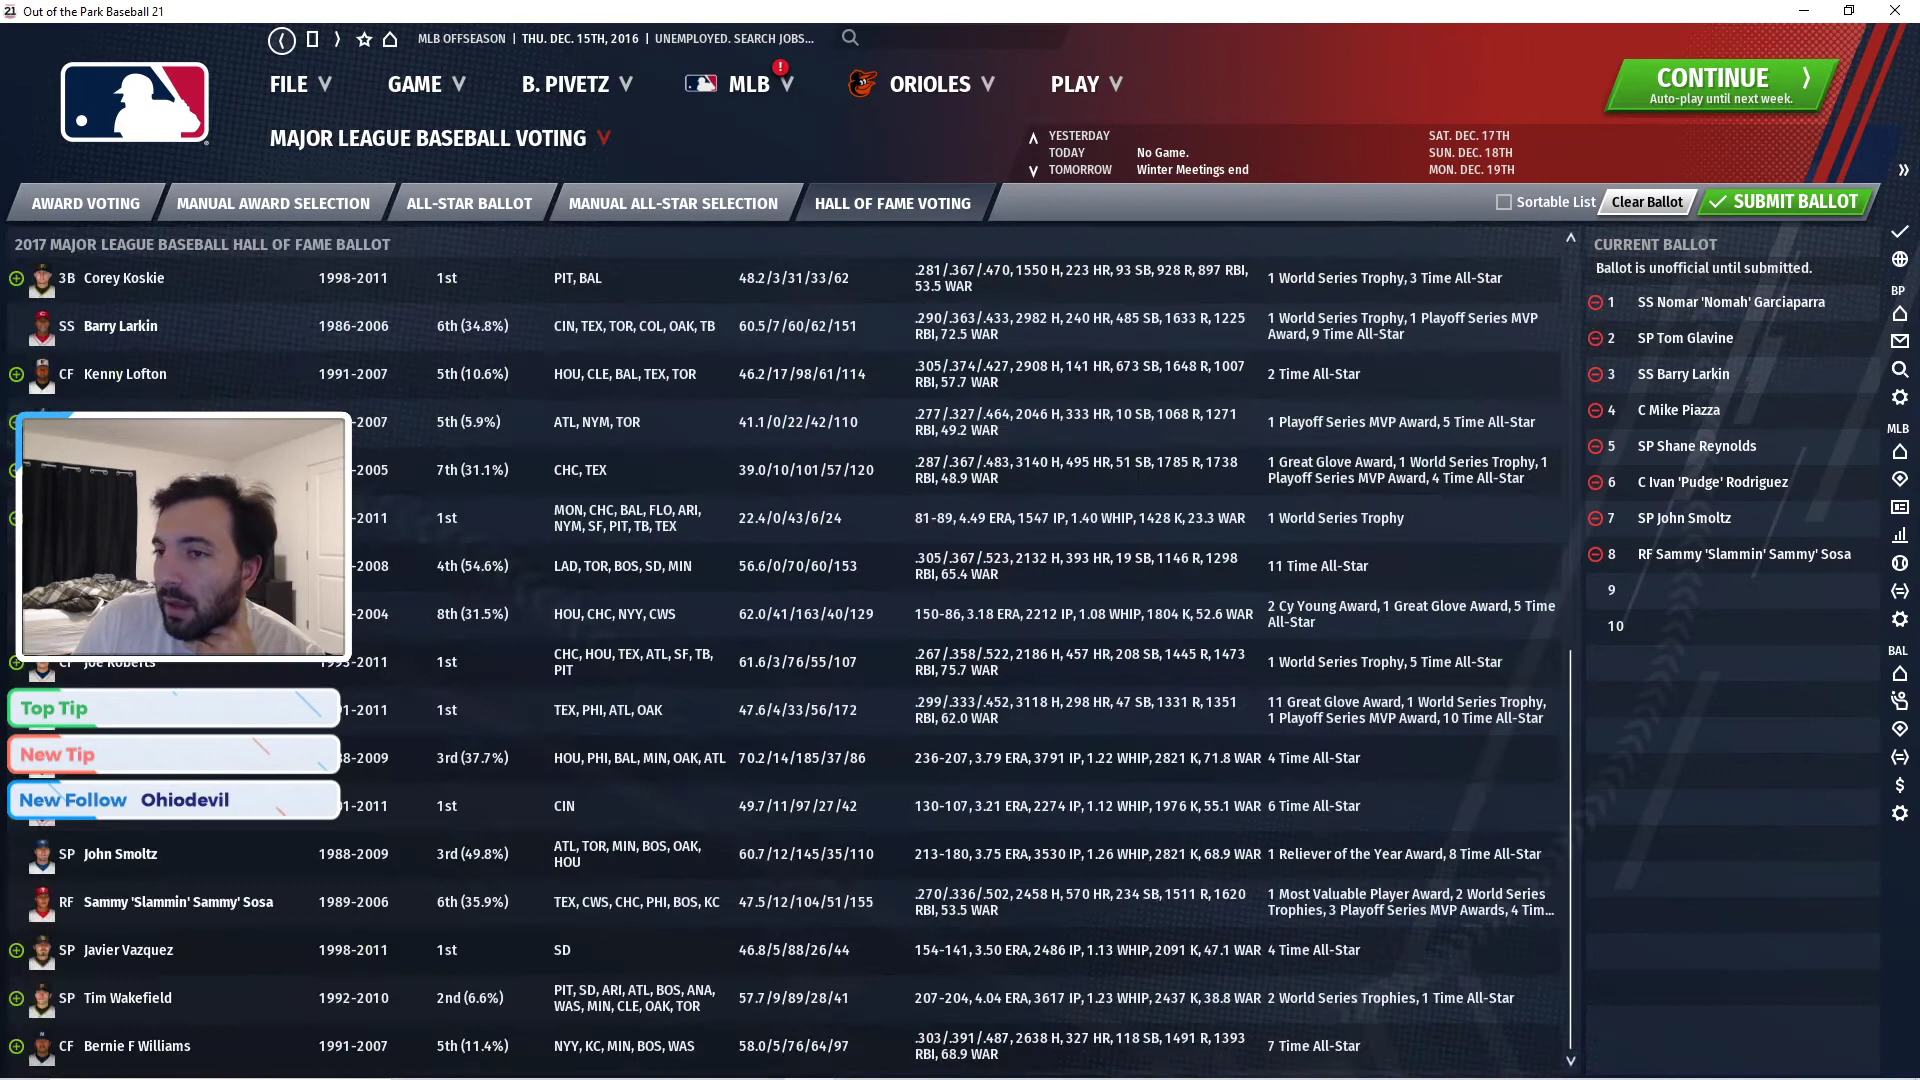 Out of the Park Baseball 21
MLB OFFSEASON | THU. DEC. 15TH, 2016 | UNEMPLOYED. SEARCH JOBS...
FILE GAME B. PIVETZ MLB ! ORIOLES PLAY
CONTINUE
Auto-play until next week.
MAJOR LEAGUE BASEBALL VOTING
YESTERDAY SAT. DEC. 17TH
TODAY No Game. SUN. DEC. 18TH
TOMORROW Winter Meetings end MON. DEC. 19TH
AWARD VOTING MANUAL AWARD SELECTION ALL-STAR BALLOT MANUAL ALL-STAR SELECTION HALL OF FAME VOTING Sortable List Clear Ballot SUBMIT BALLOT
2017 MAJOR LEAGUE BASEBALL HALL OF FAME BALLOT
3B Corey Koskie 1998-2011 1st PIT, BAL 48.2/3/31/33/62 .281/.367/.470, 1550 H, 223 HR, 93 SB, 928 R, 897 RBI, 1 World Series Trophy, 3 Time All-Star
53.5 WAR
SS Barry Larkin 1986-2006 6th (34.8%) CIN, TEX, TOR, COL, OAK, TB 60.5/7/60/62/151 .290/.363/.433, 2982 H, 240 HR, 485 SB, 1633 R, 1225 1 World Series Trophy, 1 Playoff Series MVP
RBI, 72.5 WAR Award, 9 Time All-Star
CF Kenny Lofton 1991-2007 5th (10.6%) HOU, CLE, BAL, TEX, TOR 46.2/17/98/61/114 .305/.374/.427, 2908 H, 141 HR, 673 SB, 1648 R, 1007 2 Time All-Star
RBI, 57.7 WAR
-2007 5th (5.9%) ATL, NYM, TOR 41.1/0/22/42/110 .277/.327/.464, 2046 H, 333 HR, 10 SB, 1068 R, 1271 1 Playoff Series MVP Award, 5 Time All-Star
RBI, 49.2 WAR
-2005 7th (31.1%) CHC, TEX 39.0/10/101/57/120 .287/.367/.483, 3140 H, 495 HR, 51 SB, 1785 R, 1738 1 Great Glove Award, 1 World Series Trophy, 1
RBI, 48.9 WAR Playoff Series MVP Award, 4 Time All-Star
-2011 1st MON, CHC, BAL, FLO, ARI, 22.4/0/43/6/24 81-89, 4.49 ERA, 1547 IP, 1.40 WHIP, 1428 K, 23.3 WAR 1 World Series Trophy
NYM, SF, PIT, TB, TEX
-2008 4th (54.6%) LAD, TOR, BOS, SD, MIN 56.6/0/70/60/153 .305/.367/.523, 2132 H, 393 HR, 19 SB, 1146 R, 1298 11 Time All-Star
RBI, 65.4 WAR
-2004 8th (31.5%) HOU, CHC, NYY, CWS 62.0/41/163/40/129 150-86, 3.18 ERA, 2212 IP, 1.08 WHIP, 1804 K, 52.6 WAR 2 Cy Young Award, 1 Great Glove Award, 5 Time
All-Star
CF Joe Roberts 1993-2011 1st CHC, HOU, TEX, ATL, SF, TB, 61.6/3/76/55/107 .267/.358/.522, 2186 H, 457 HR, 208 SB, 1445 R, 1473 1 World Series Trophy, 5 Time All-Star
PIT RBI, 75.7 WAR
Top Tip
1-2011 1st TEX, PHI, ATL, OAK 47.6/4/33/56/172 .299/.333/.452, 3118 H, 298 HR, 47 SB, 1331 R, 1351 11 Great Glove Award, 1 World Series Trophy,
RBI, 62.0 WAR 1 Playoff Series MVP Award, 10 Time All-Star
New Tip
8-2009 3rd (37.7%) HOU, PHI, BAL, MIN, OAK, ATL 70.2/14/185/37/86 236-207, 3.79 ERA, 3791 IP, 1.22 WHIP, 2821 K, 71.8 WAR 4 Time All-Star
New Follow Ohiodevil
1-2011 1st CIN 49.7/11/97/27/42 130-107, 3.21 ERA, 2274 IP, 1.12 WHIP, 1976 K, 55.1 WAR 6 Time All-Star
SP John Smoltz 1988-2009 3rd (49.8%) ATL, TOR, MIN, BOS, OAK, 60.7/12/145/35/110 213-180, 3.75 ERA, 3530 IP, 1.26 WHIP, 2821 K, 68.9 WAR 1 Reliever of the Year Award, 8 Time All-Star
HOU
RF Sammy 'Slammin' Sammy' Sosa 1989-2006 6th (35.9%) TEX, CWS, CHC, PHI, BOS, KC 47.5/12/104/51/155 .270/.336/.502, 2458 H, 570 HR, 234 SB, 1511 R, 1620 1 Most Valuable Player Award, 2 World Series
RBI, 53.5 WAR Trophies, 3 Playoff Series MVP Awards, 4 Tim...
SP Javier Vazquez 1998-2011 1st SD 46.8/5/88/26/44 154-141, 3.50 ERA, 2486 IP, 1.13 WHIP, 2091 K, 47.1 WAR 4 Time All-Star
SP Tim Wakefield 1992-2010 2nd (6.6%) PIT, SD, ARI, ATL, BOS, ANA, 57.7/9/89/28/41 207-204, 4.04 ERA, 3617 IP, 1.23 WHIP, 2437 K, 38.8 WAR 2 World Series Trophies, 1 Time All-Star
WAS, MIN, CLE, OAK, TOR
CF Bernie F Williams 1991-2007 5th (11.4%) NYY, KC, MIN, BOS, WAS 58.0/5/76/64/97 .303/.391/.487, 2638 H, 327 HR, 118 SB, 1491 R, 1393 7 Time All-Star
RBI, 68.9 WAR
CURRENT BALLOT
Ballot is unofficial until submitted.
1 SS Nomar 'Nomah' Garciaparra
2 SP Tom Glavine
3 SS Barry Larkin
4 C Mike Piazza
5 SP Shane Reynolds
6 C Ivan 'Pudge' Rodriguez
7 SP John Smoltz
8 RF Sammy 'Slammin' Sammy' Sosa
9
10
BP
MLB
BAL